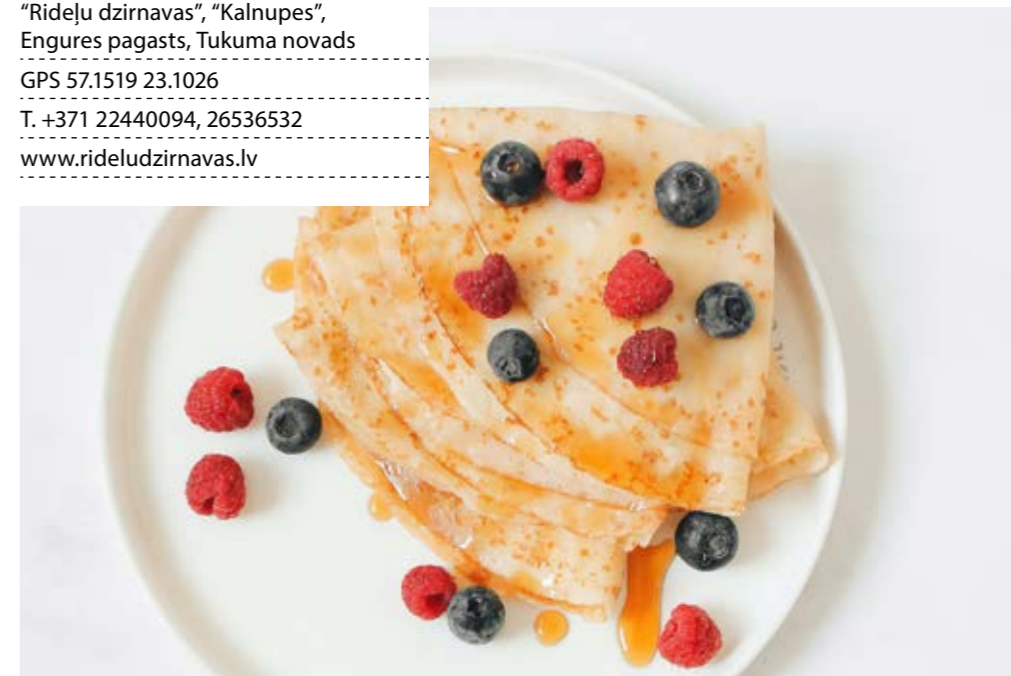 “Rideļu dzirnavas”, “Kalnupes”,
Engures pagasts, Tukuma novads
GPS 57.1519 23.1026
T. +371 22440094, 26536532
www.rideludzirnavas.lv